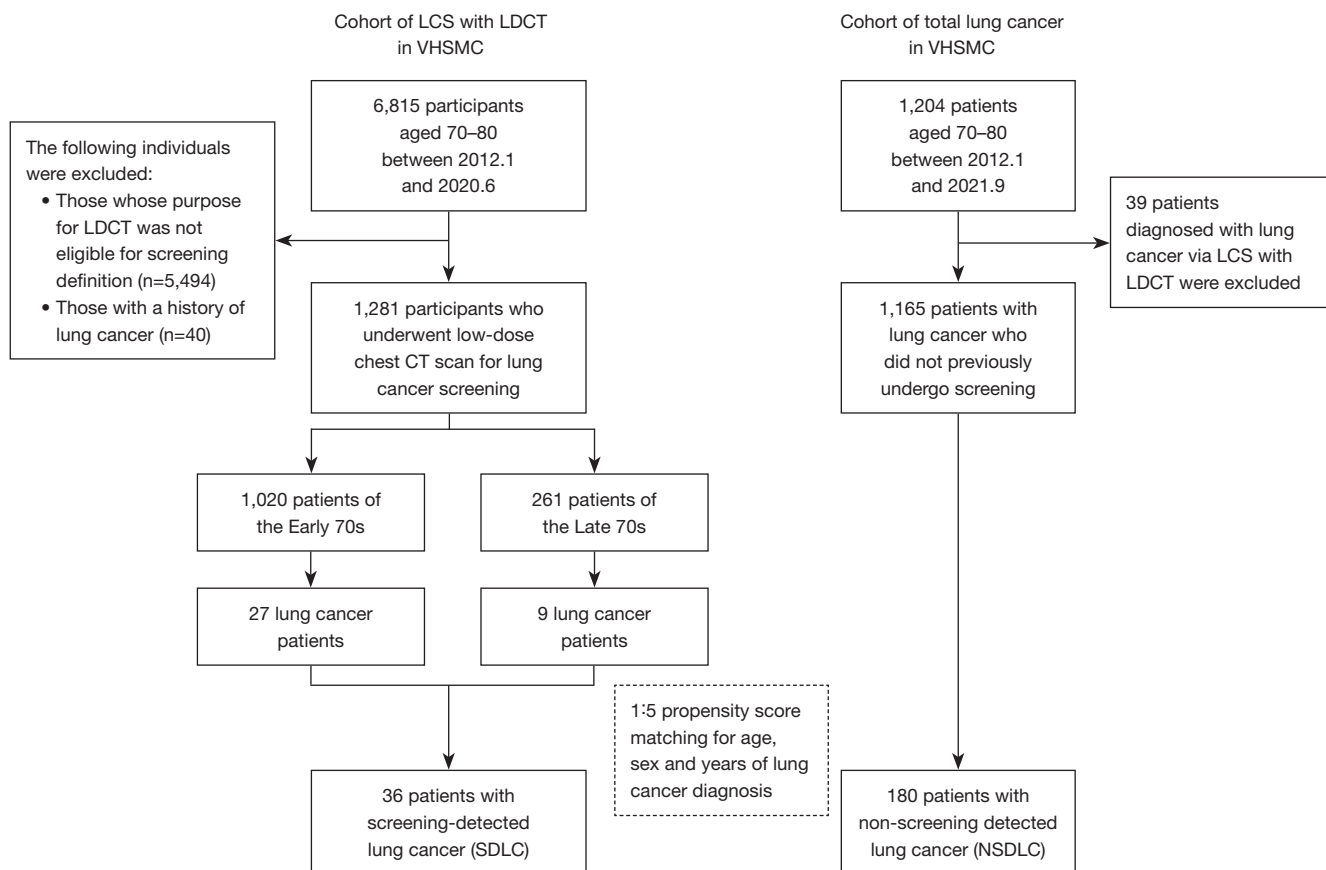 Cohort of LCS with LDCT
in VHSMC
Cohort of total lung cancer
in VHSMC
6,815 participants
aged 70–80
between 2012.1
and 2020.6
1,204 patients
aged 70–80
between 2012.1
and 2021.9
The following individuals
were excluded:
• Those whose purpose
for LDCT was not
eligible for screening
definition (n=5,494)
• Those with a history of
lung cancer (n=40)
39 patients
diagnosed with lung
cancer via LCS with
LDCT were excluded
1,281 participants who
underwent low-dose
chest CT scan for lung
cancer screening
1,165 patients with
lung cancer who
did not previously
undergo screening
1,020 patients of
the Early 70s
261 patients of
the Late 70s
27 lung cancer
patients
9 lung cancer
patients
1:5 propensity score
matching for age,
sex and years of lung
cancer diagnosis
36 patients with
screening-detected
lung cancer (SDLC)
180 patients with
non-screening detected
lung cancer (NSDLC)